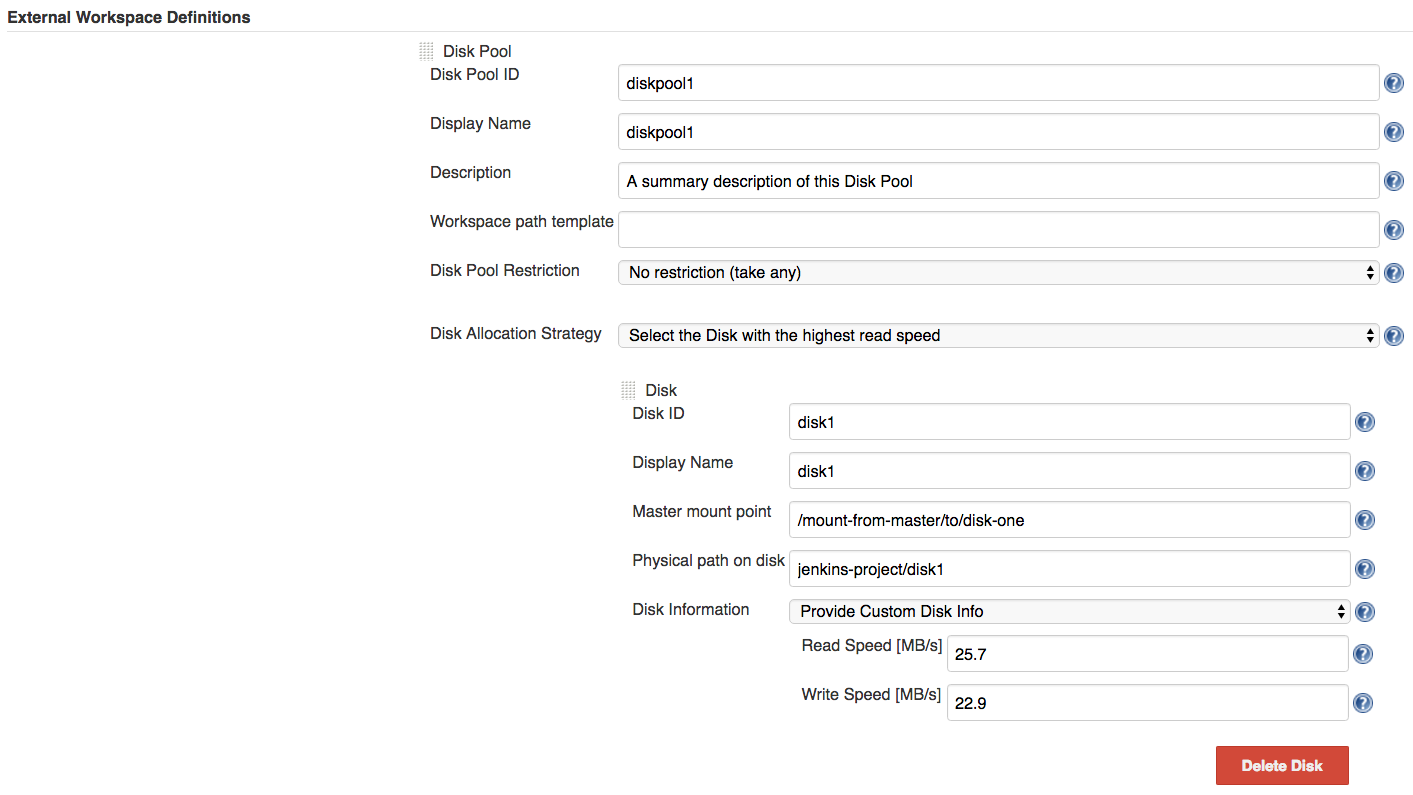 External Workspace Definitions
Disk Pool
Disk Pool ID
diskpool1
Display Name
diskpool1
Description
A summary description of this Disk Pool
Workspace path template
Disk Pool Restriction
No restriction (take any)
Disk Allocation Strategy
Select the Disk with the highest read speed
Disk
Disk ID
disk1
Display Name
disk1
Master mount point
/mount-from-master/to/disk-one
Physical path on disk
jenkins-project/disk1
Disk Information
Provide Custom Disk Info
Read Speed [MB/s]
25.7
Write Speed [MB/s]
22.9
Delete Disk